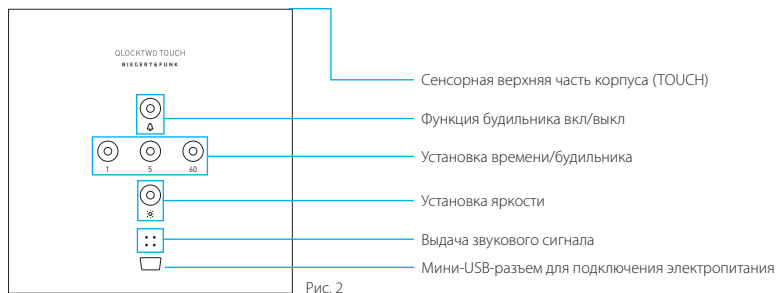 QLOCKTWO TOUCH
BIEGERT&FUNK
Сенсорная верхняя часть корпуса (TOUCH)
Функция будильника вкл/выкл
1 5 60
Установка времени/будильника
Установка яркости
Выдача звукового сигнала
Мини-USB-разъем для подключения электропитания
Рис. 2